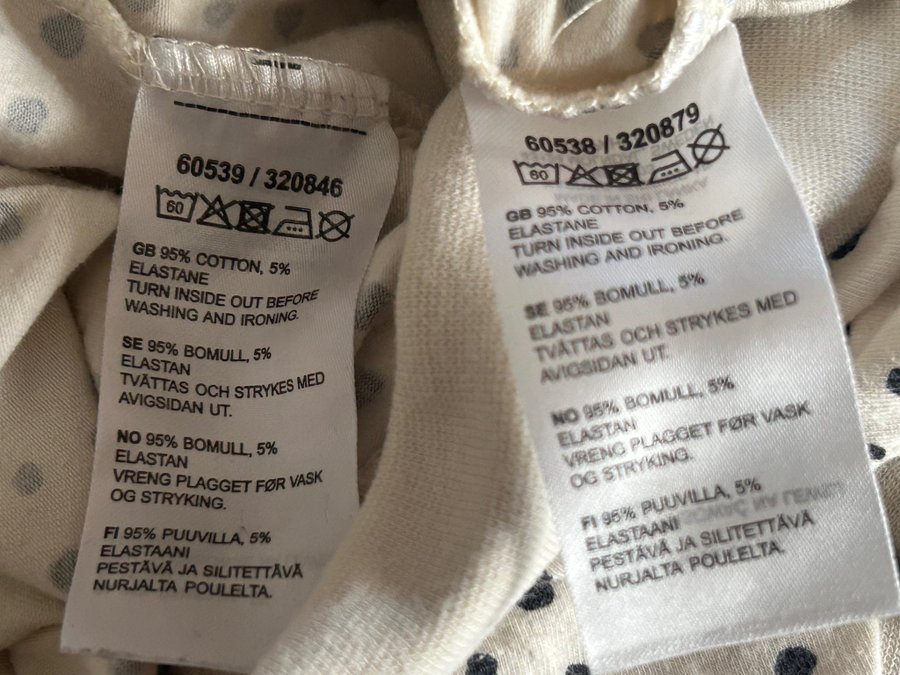 60539 / 320846
60
GB 95% COTTON, 5%
ELASTANE
TURN INSIDE OUT BEFORE
WASHING AND IRONING.
SE 95% BOMULL, 5%
ELASTAN
TVÄTTAS OCH STRYKES MED
AVIGSIDAN UT.
NO 95% BOMULL, 5%
ELASTAN
VRENG PLAGGET FØR VASK
OG STRYKING.
FI 95% PUUVILLA, 5%
ELASTAANI
PESTÄVÄ JA SILITETTÄVÄ
NURJALTA POULELTA.
60538 / 320879
60
GB 95% COTTON, 5%
ELASTANE
TURN INSIDE OUT BEFORE
WASHING AND IRONING.
SE 95% BOMULL, 5%
ELASTAN
TVÄTTAS OCH STRYKES MED
AVIGSIDAN UT.
NO 95% BOMULL, 5%
ELASTAN
VRENG PLAGGET FØR VASK
OG STRYKING.
FI 95% PUUVILLA, 5%
ELASTAANI
PESTÄVÄ JA SILITETTÄVÄ
NURJALTA POULELTA.